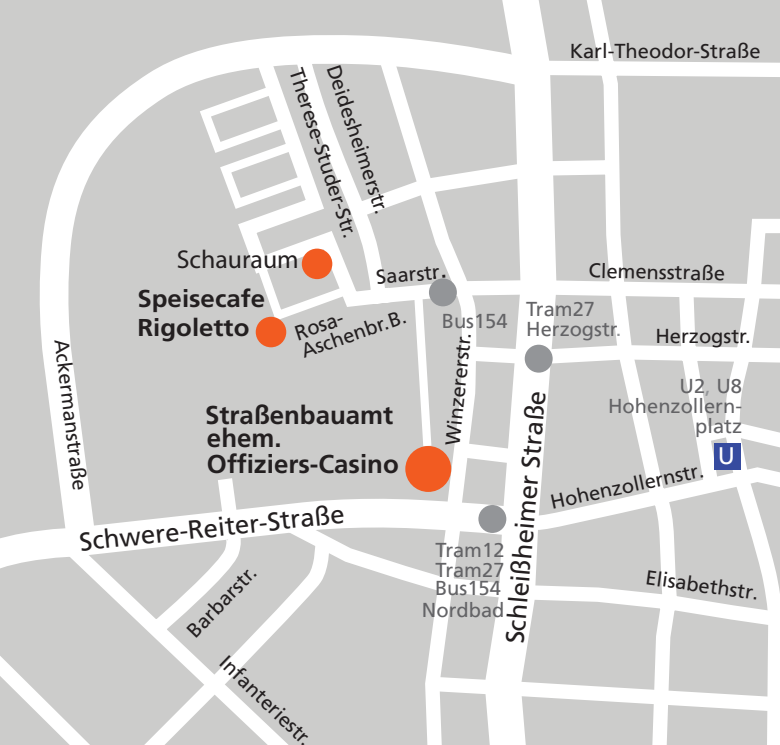 Karl-Theodor-Straße
Deidesheimerstr.
Therese-Studer-Str.
Schauraum
Saarstr.
Clemensstraße
Speisecafe
Rigoletto
Rosa-
Aschenbr.B.
Bus154
Tram27
Herzogstr.
Herzogstr.
Ackermanstraße
Winzererstr.
U2, U8
Hohenzollern-
platz
U
Straßenbauamt
ehem.
Offiziers-Casino
Schleißheimer Straße
Hohenzollernstr.
Schwere-Reiter-Straße
Tram12
Tram27
Bus154
Nordbad
Elisabethstr.
Barbarstr.
Infanteriestr.